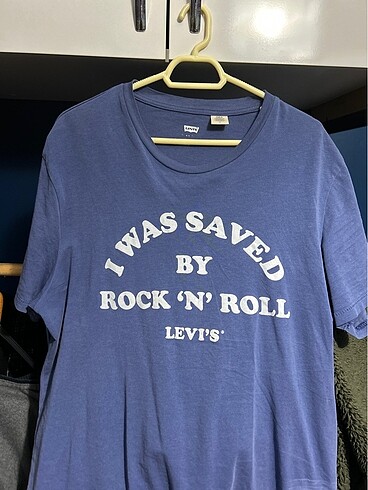 I WAS SAVED
BY
ROCK 'N' ROLL
LEVI'S